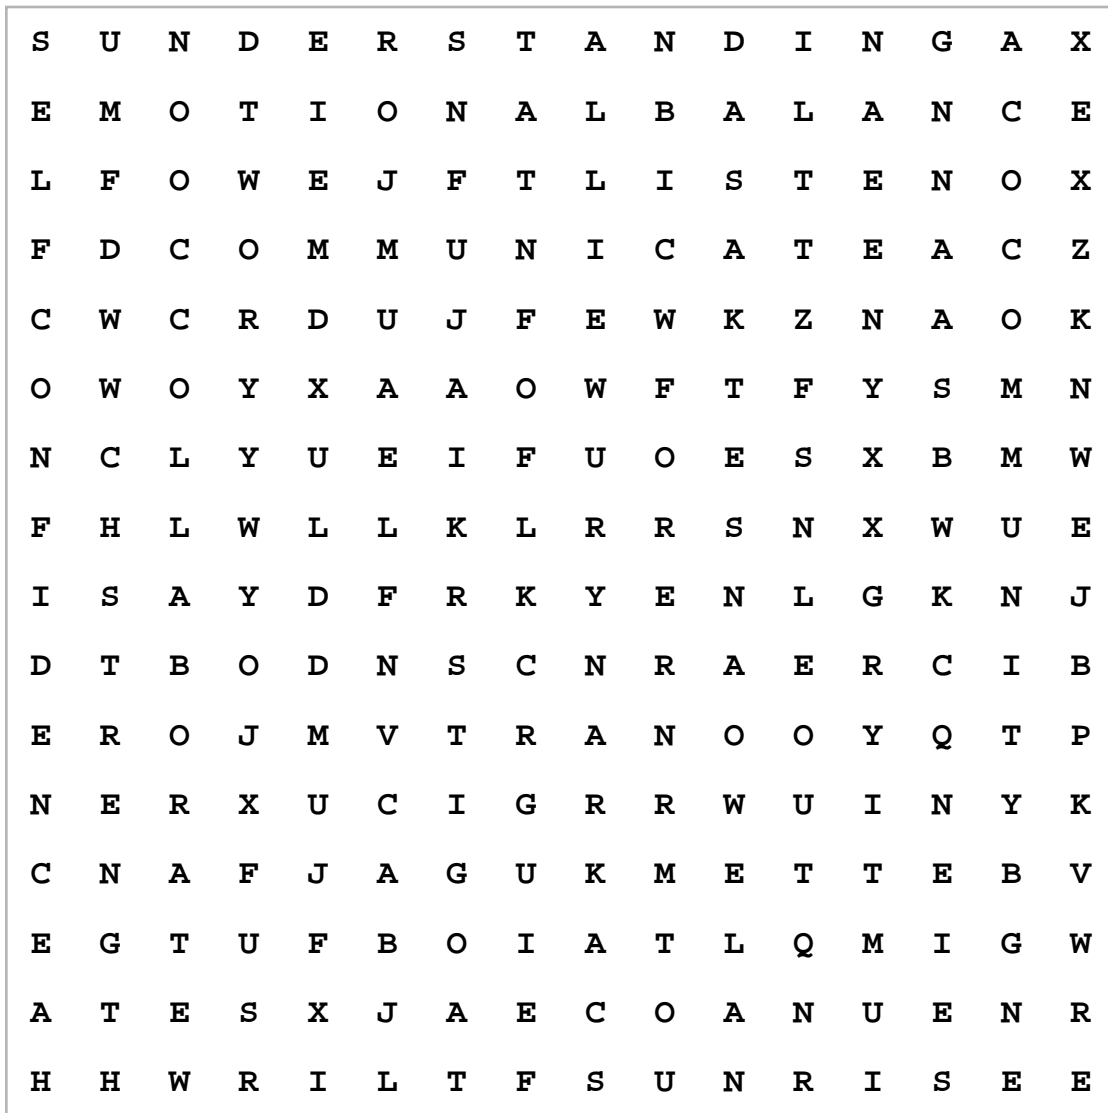 S U N D E R S T A N D I N G A X
E M O T I O N A L B A L A N C E
L F O W E J F T L I S T E N O X
F D C O M M U N I C A T E A C Z
C W C R D U J F E W K Z N A O K
O W O Y X A A O W F T F Y S M N
N C L Y U E I F U O E S X B M W
F H L W L L K L R R S N X W U E
I S A Y D F R K Y E N L G K N J
D T B O D N S C N R A E R C I B
E R O J M V T R A N O O Y Q T P
N E R X U C I G R R W U I N Y K
C N A F J A G U K M E T T E B V
E G T U F B O I A T L Q M I G W
A T E S X J A E C O A N U E N R
H H W R I L T F S U N R I S E E